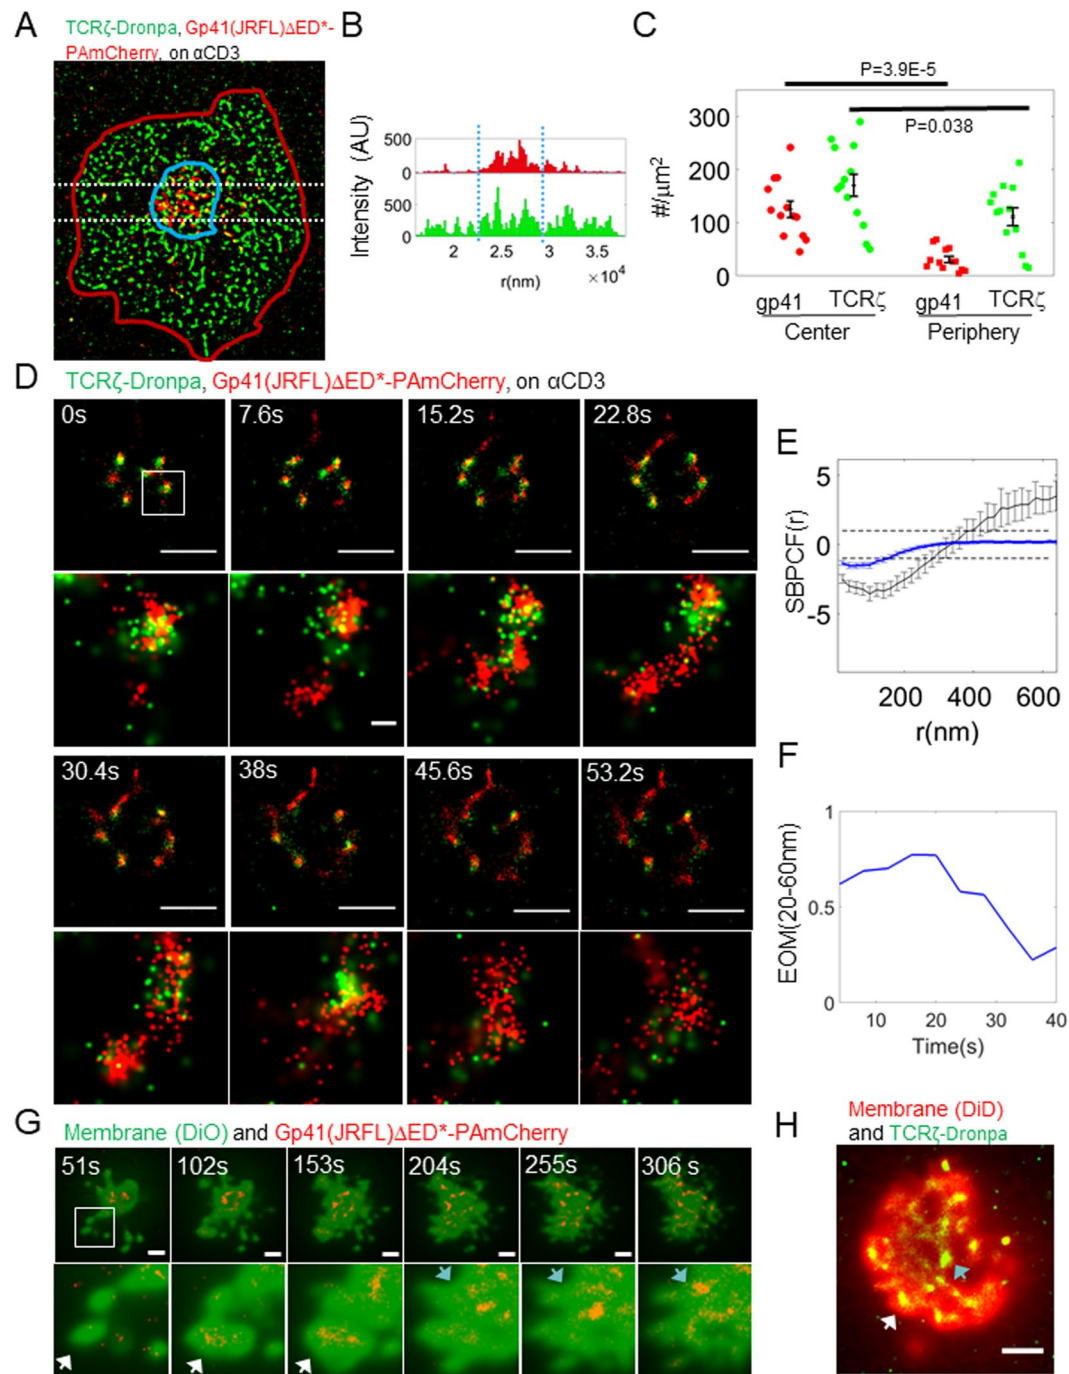 A
TCRζ-Dronpa, Gp41(JRFL)ΔED*-
PAmCherry, on αCD3
B
Intensity (AU)
500
0
500
0
2 2.5 3 3.5
r(nm)
×10⁴
C
P=3.9E-5
P=0.038
#/μm²
300
200
100
0
gp41 TCRζ gp41 TCRζ
Center Periphery
D
TCRζ-Dronpa, Gp41(JRFL)ΔED*-PAmCherry, on αCD3
0s 7.6s 15.2s 22.8s
30.4s 38s 45.6s 53.2s
E
SBPCF(r)
5
0
-5
200 400 600
r(nm)
F
EOM(20-60nm)
1
0.5
0
10 20 30 40
Time(s)
G
Membrane (DiO) and Gp41(JRFL)ΔED*-PAmCherry
51s 102s 153s 204s 255s 306 s
H
Membrane (DiD)
and TCRζ-Dronpa